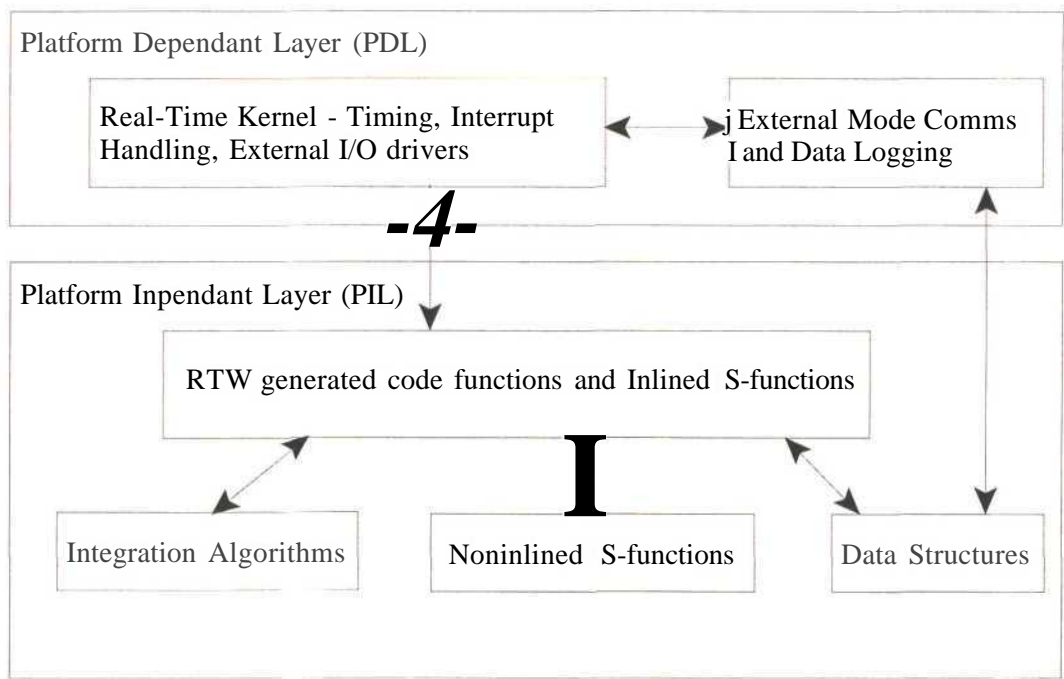 Platform Dependant Layer (PDL)
Real-Time Kernel - Timing, Interrupt
Handling, External I/O drivers
j External Mode Comms
I and Data Logging
-4-
Platform Inpendant Layer (PIL)
RTW generated code functions and Inlined S-functions
I
Integration Algorithms
Noninlined S-functions
Data Structures